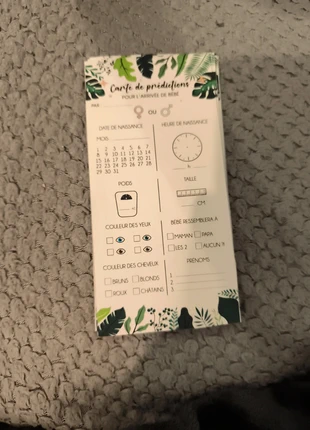 Carte de prédictions
POUR L'ARRIVÉE DE BÉBÉ
PAR
OU
DATE DE NAISSANCE
HEURE DE NAISSANCE
MOIS
1 2 3 4 5 6 7
8 9 10 11 12 13 14
15 16 17 18 19 20 21
22 23 24 25 26 27 28
29 30 31
TAILLE
CM
POIDS
COULEUR DES YEUX
BÉBÉ RESSEMBLERA À
MAMAN PAPA
LES 2 AUCUN ?!
COULEUR DES CHEVEUX
BRUNS BLONDS
ROUX CHÂTAINS
PRÉNOMS
1
2
3